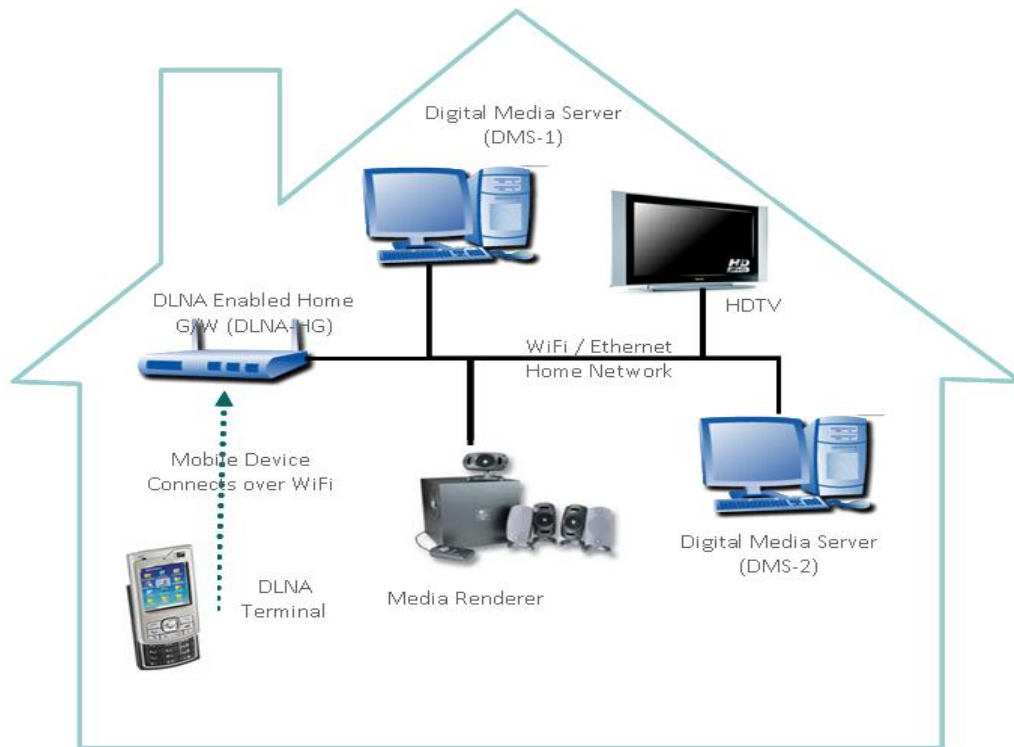 Digital Media Server
(DMS-1)
HD
HDTV
DLNA Enabled Home
G/W (DLNA-HG)
WiFi / Ethernet
Home Network
Mobile Device
Connects over WiFi
Digital Media Server
(DMS-2)
DLNA
Terminal
Media Renderer